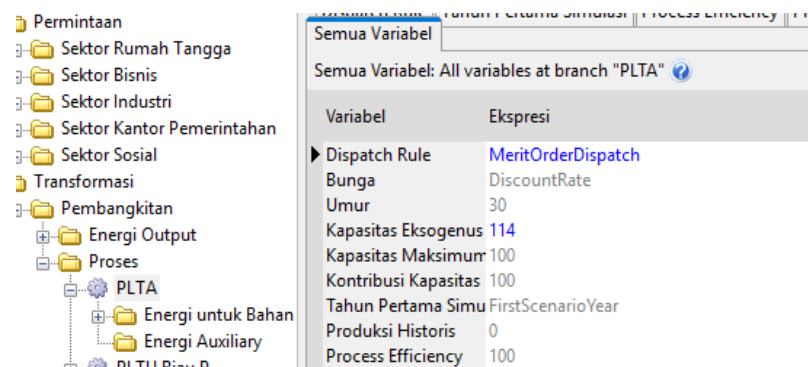 Permintaan
Sektor Rumah Tangga
Sektor Bisnis
Sektor Industri
Sektor Kantor Pemerintahan
Sektor Sosial
Transformasi
Pembangkitan
Energi Output
Proses
PLTA
Energi untuk Bahan
Energi Auxiliary
Tahun Pertama Simulasi
Process Efficiency
Semua Variabel
Semua Variabel: All variables at branch "PLTA"
Variabel Ekspresi
Dispatch Rule MeritOrderDispatch
Bunga DiscountRate
Umur 30
Kapasitas Eksogenus 114
Kapasitas Maksimum 100
Kontribusi Kapasitas 100
Tahun Pertama Simu FirstScenarioYear
Produksi Historis 0
Process Efficiency 100